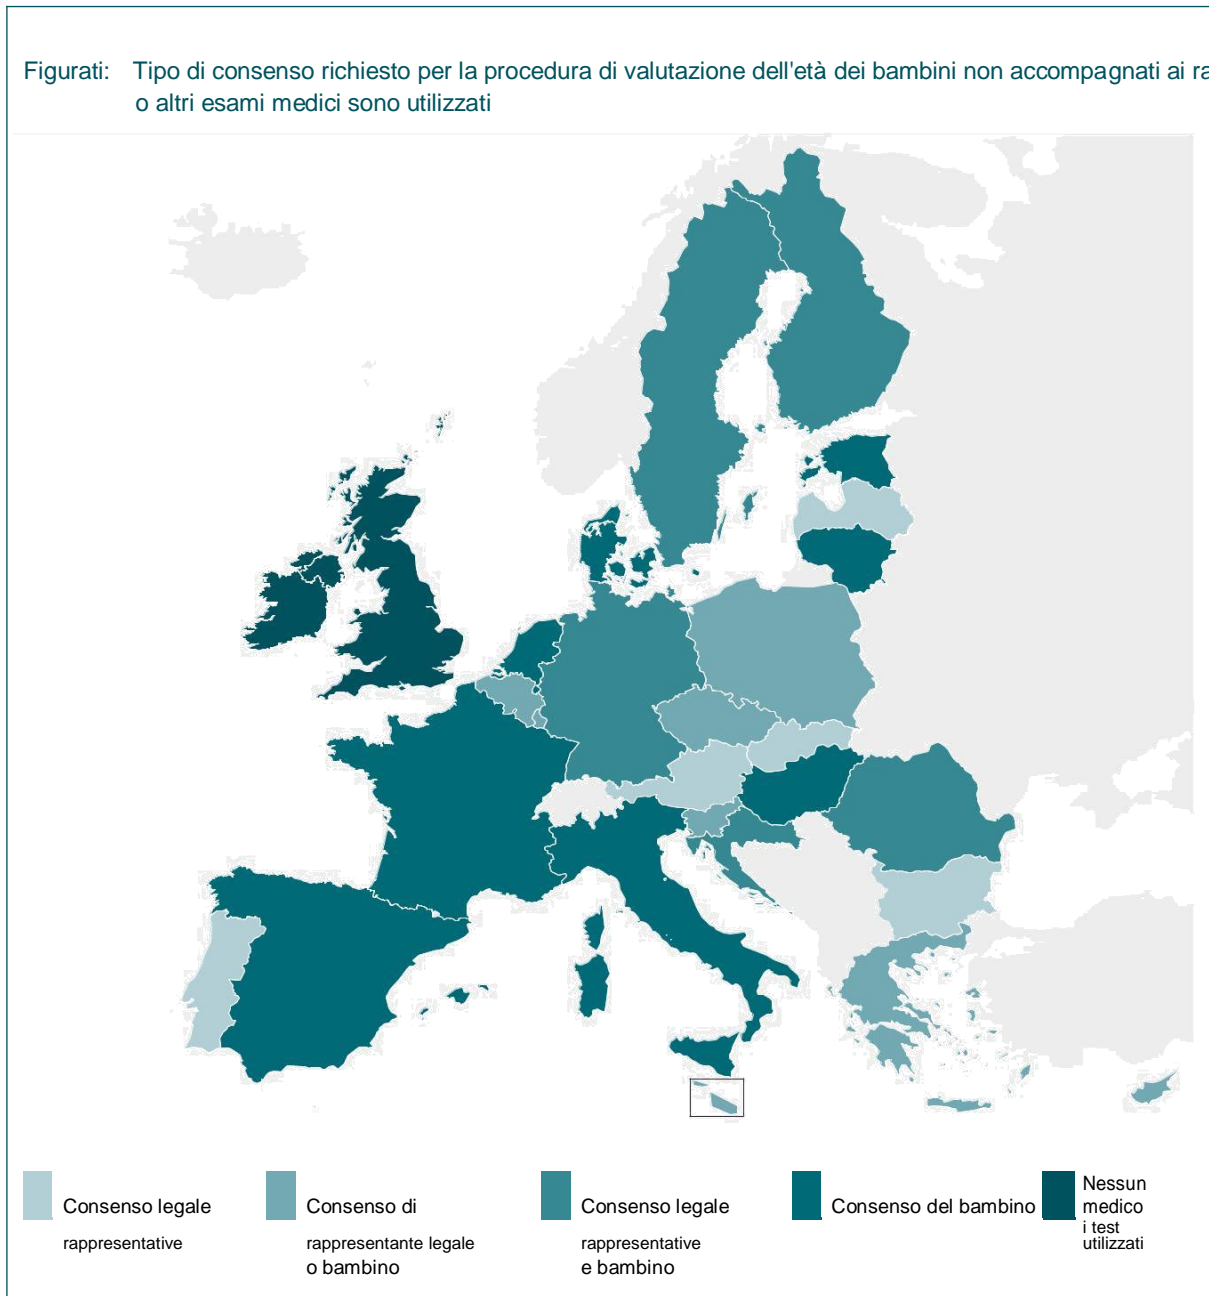 Figurati: Tipo di consenso richiesto per la procedura di valutazione dell'età dei bambini non accompagnati ai ra
o altri esami medici sono utilizzati
Consenso legale
rappresentative
Consenso di
rappresentante legale
o bambino
Consenso legale
rappresentative
e bambino
Consenso del bambino
Nessun
medico
i test
utilizzati